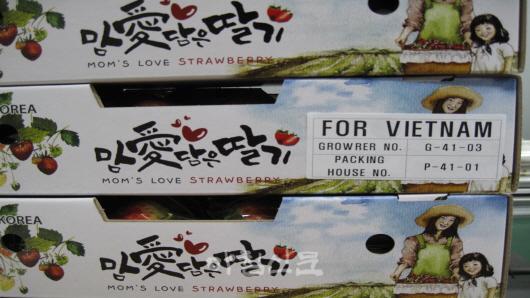 맘愛담은딸기
MOM'S LOVE STRAWBERRY
KOREA
맘愛담은딸기
MOM'S LOVE STRAWBERRY
FOR VIETNAM
GROWRER NO. G-41-03
PACKING HOUSE NO. P-41-01
KOREA
맘愛담은딸기
MOM'S LOVE STRAWBERRY